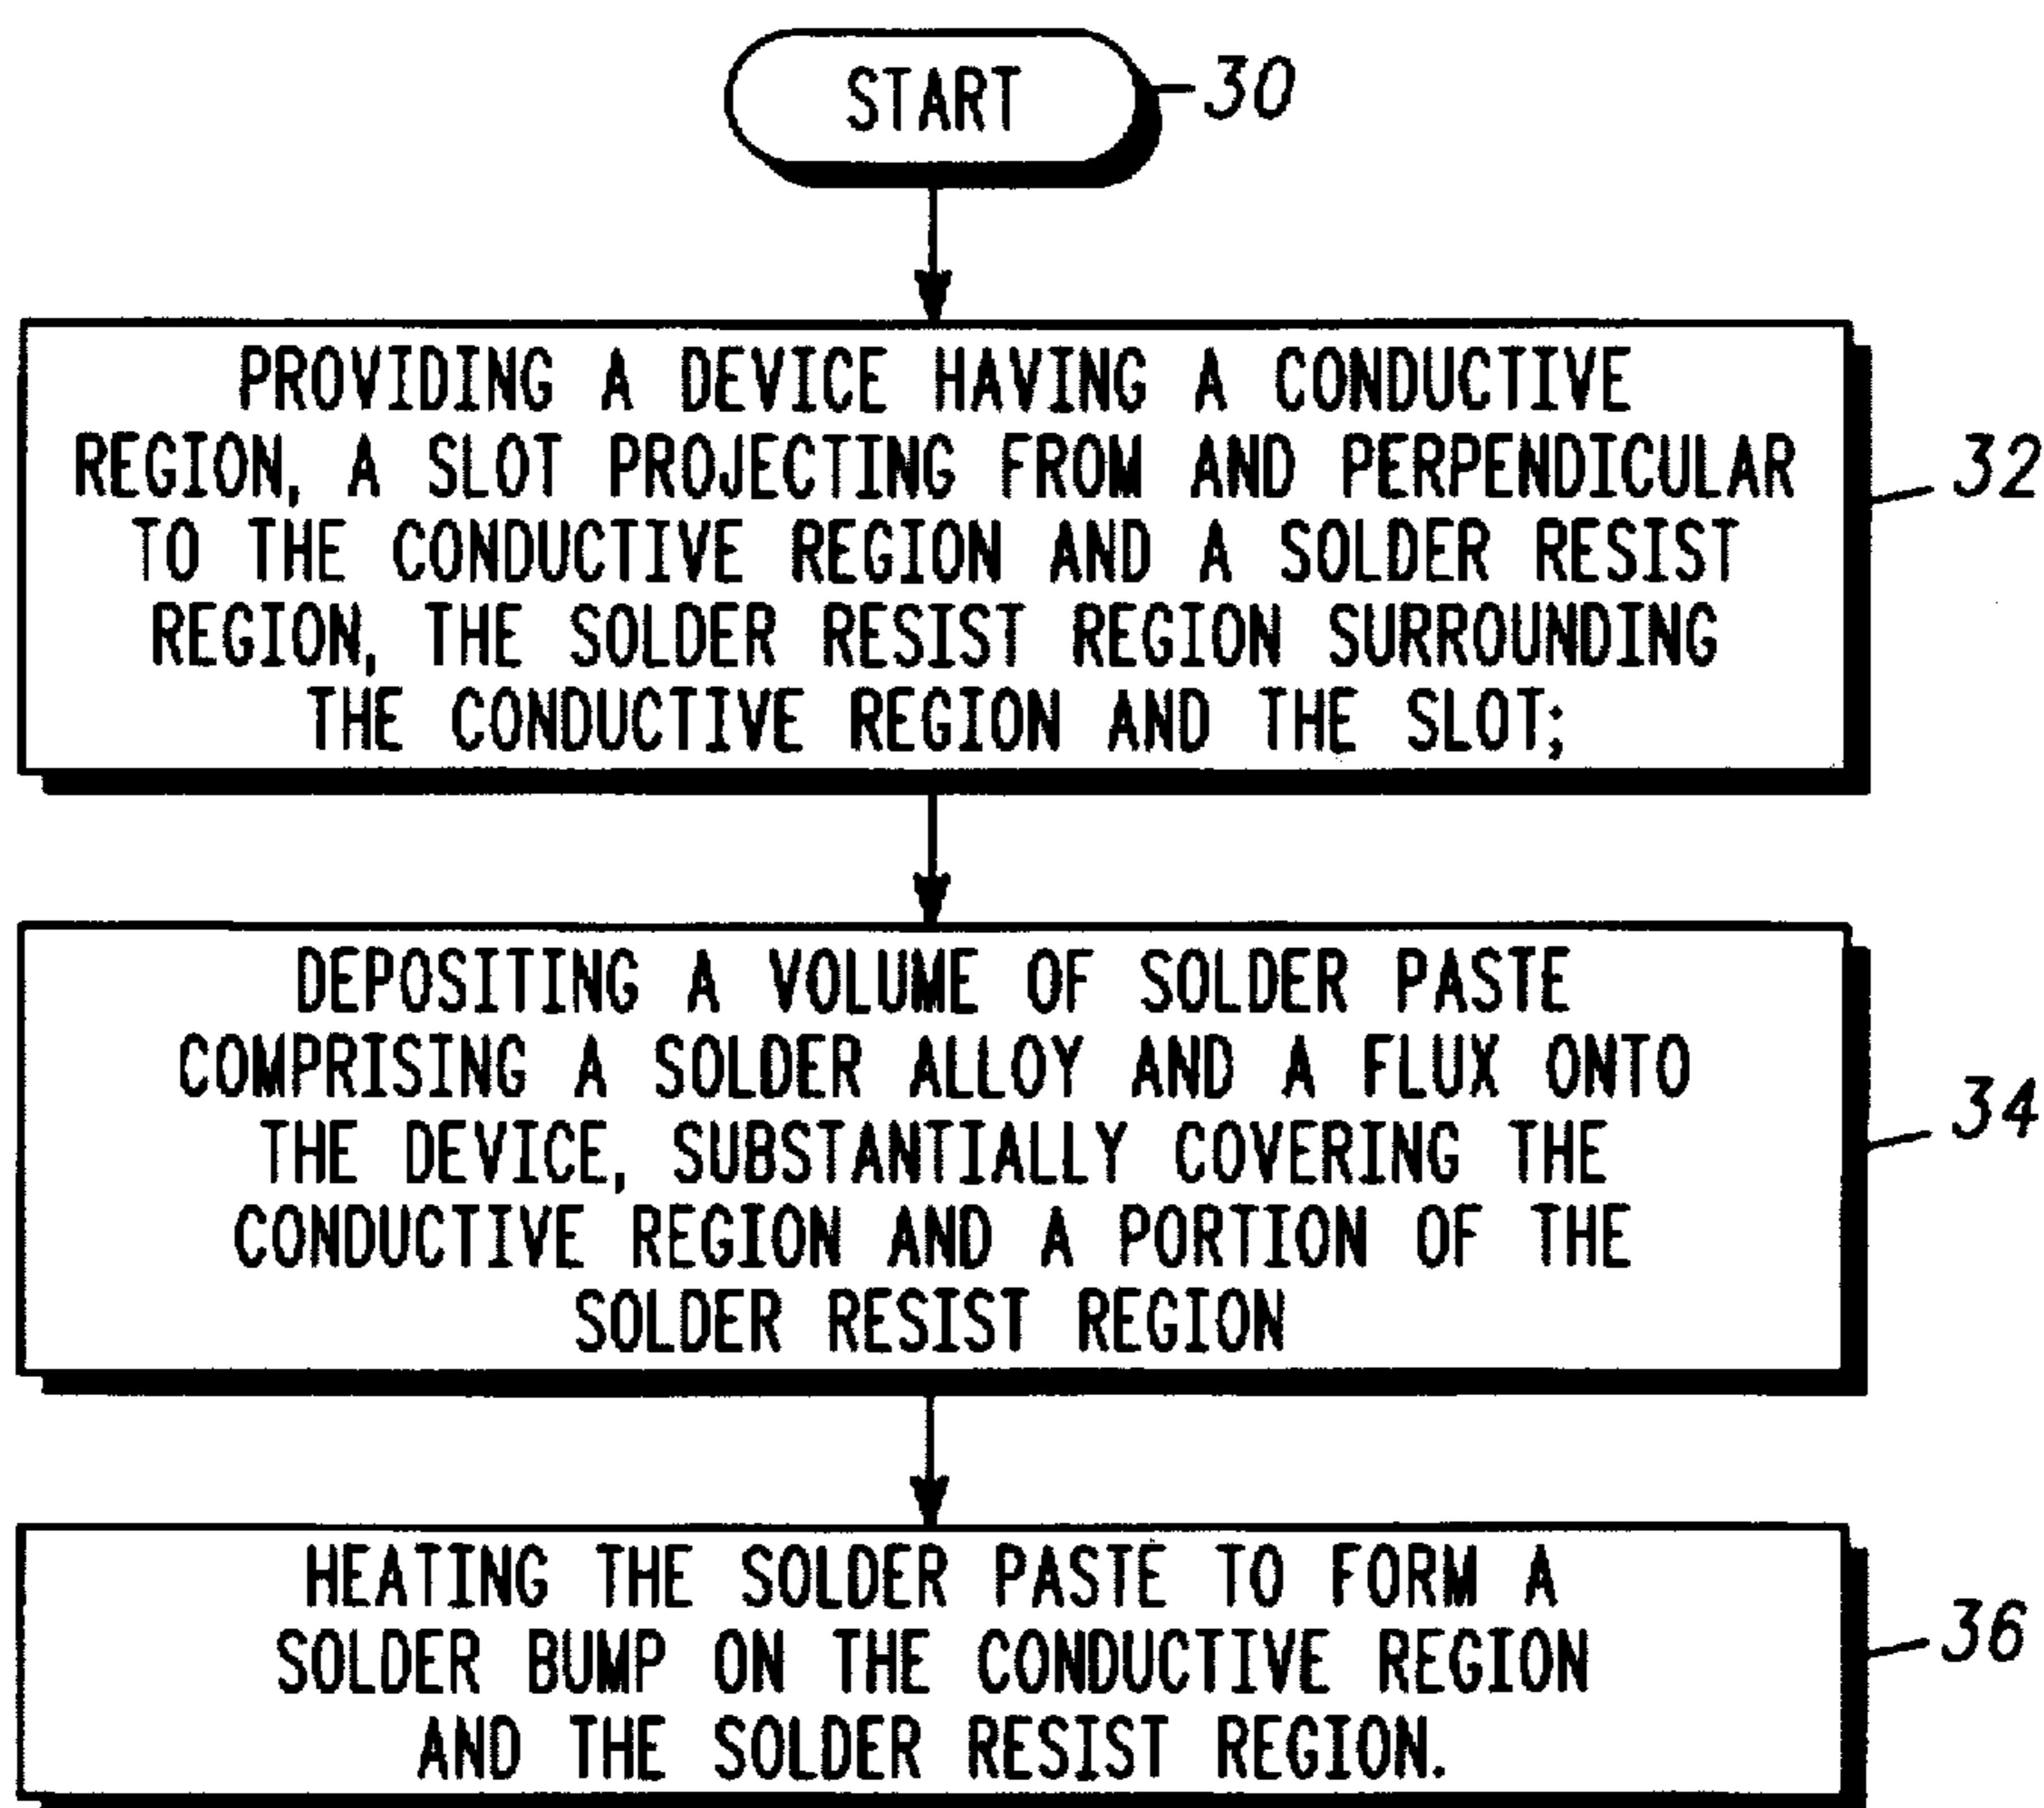 START
30
PROVIDING A DEVICE HAVING A CONDUCTIVE
REGION, A SLOT PROJECTING FROM AND PERPENDICULAR
TO THE CONDUCTIVE REGION AND A SOLDER RESIST
REGION, THE SOLDER RESIST REGION SURROUNDING
THE CONDUCTIVE REGION AND THE SLOT;
32
DEPOSITING A VOLUME OF SOLDER PASTE
COMPRISING A SOLDER ALLOY AND A FLUX ONTO
THE DEVICE, SUBSTANTIALLY COVERING THE
CONDUCTIVE REGION AND A PORTION OF THE
SOLDER RESIST REGION
34
HEATING THE SOLDER PASTE TO FORM A
SOLDER BUMP ON THE CONDUCTIVE REGION
AND THE SOLDER RESIST REGION.
36